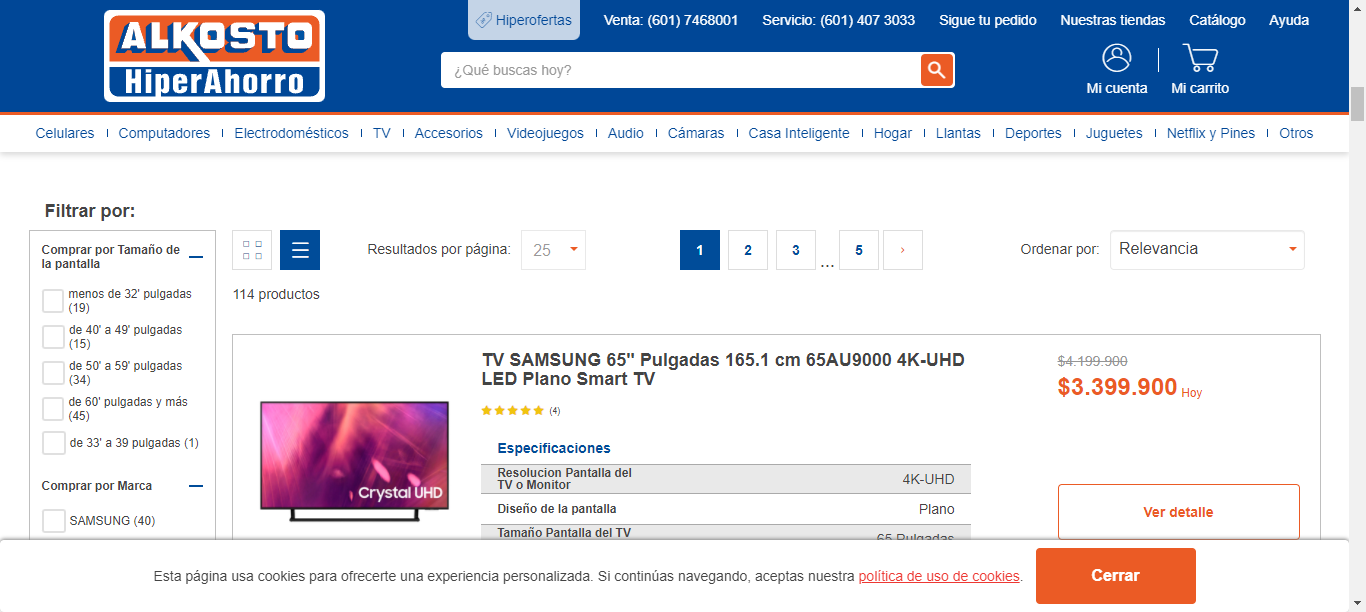 ALKOSTO
HiperAhorro
Hiperofertas
Venta: (601) 7468001
Servicio: (601) 407 3033
Sigue tu pedido
Nuestras tiendas
Catálogo
Ayuda
¿Qué buscas hoy?
Mi cuenta
Mi carrito
Celulares
Computadores
Electrodomésticos
TV
Accesorios
Videojuegos
Audio
Cámaras
Casa Inteligente
Hogar
Llantas
Deportes
Juguetes
Netflix y Pines
Otros
Filtrar por:
Comprar por Tamaño de
la pantalla
menos de 32' pulgadas
(19)
de 40' a 49' pulgadas
(15)
de 50' a 59' pulgadas
(34)
de 60' pulgadas y más
(45)
de 33' a 39 pulgadas (1)
Comprar por Marca
SAMSUNG (40)
Resultados por página:
25
1
2
3
...
5
›
Ordenar por:
Relevancia
114 productos
Crystal UHD
TV SAMSUNG 65" Pulgadas 165.1 cm 65AU9000 4K-UHD
LED Plano Smart TV
(4)
Especificaciones
Resolucion Pantalla del
TV o Monitor
4K-UHD
Diseño de la pantalla
Plano
Tamaño Pantalla del TV
65 Pulgadas
$4.199.900
$3.399.900 Hoy
Ver detalle
Esta página usa cookies para ofrecerte una experiencia personalizada. Si continúas navegando, aceptas nuestra política de uso de cookies.
Cerrar